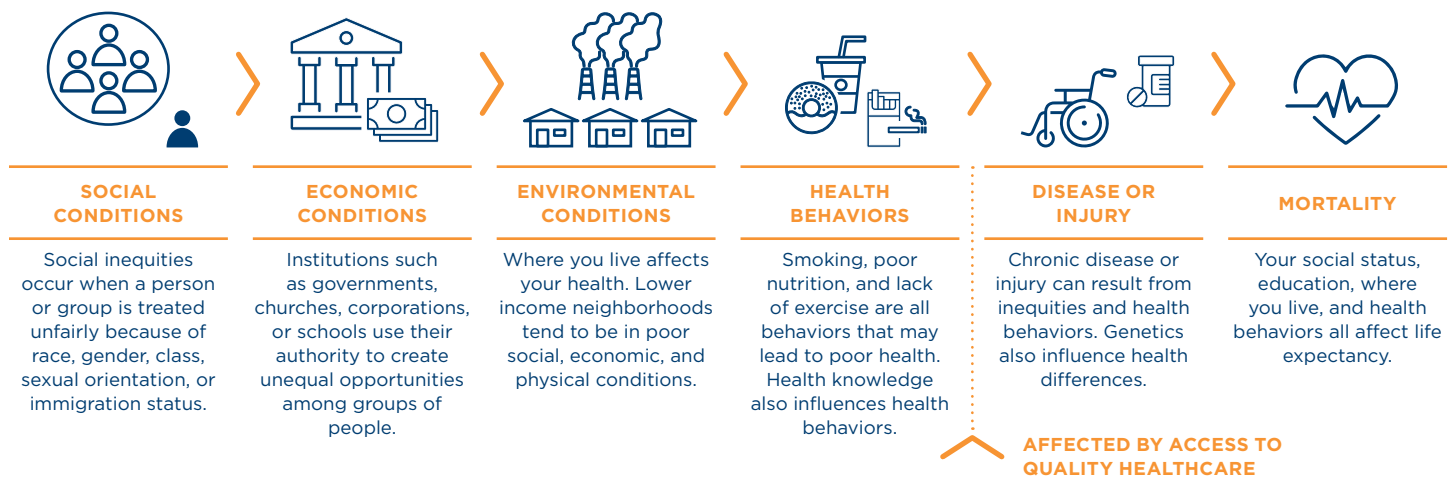 SOCIAL
CONDITIONS
Social inequities
occur when a person
or group is treated
unfairly because of
race, gender, class,
sexual orientation, or
immigration status.
ECONOMIC
CONDITIONS
Institutions such
as governments,
churches, corporations,
or schools use their
authority to create
unequal opportunities
among groups of
people.
ENVIRONMENTAL
CONDITIONS
Where you live affects
your health. Lower
income neighborhoods
tend to be in poor
social, economic, and
physical conditions.
HEALTH
BEHAVIORS
Smoking, poor
nutrition, and lack
of exercise are all
behaviors that may
lead to poor health.
Health knowledge
also influences health
behaviors.
DISEASE OR
INJURY
Chronic disease or
injury can result from
inequities and health
behaviors. Genetics
also influence health
differences.
MORTALITY
Your social status,
education, where
you live, and health
behaviors all affect life
expectancy.
AFFECTED BY ACCESS TO
QUALITY HEALTHCARE